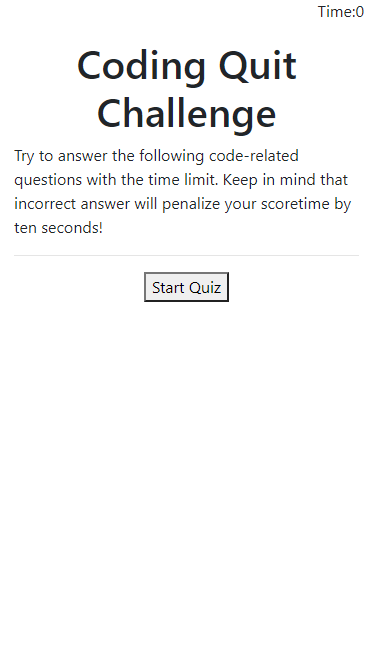 Time:0
Coding Quit
Challenge
Try to answer the following code-related
questions with the time limit. Keep in mind that
incorrect answer will penalize your scoretime by
ten seconds!
Start Quiz